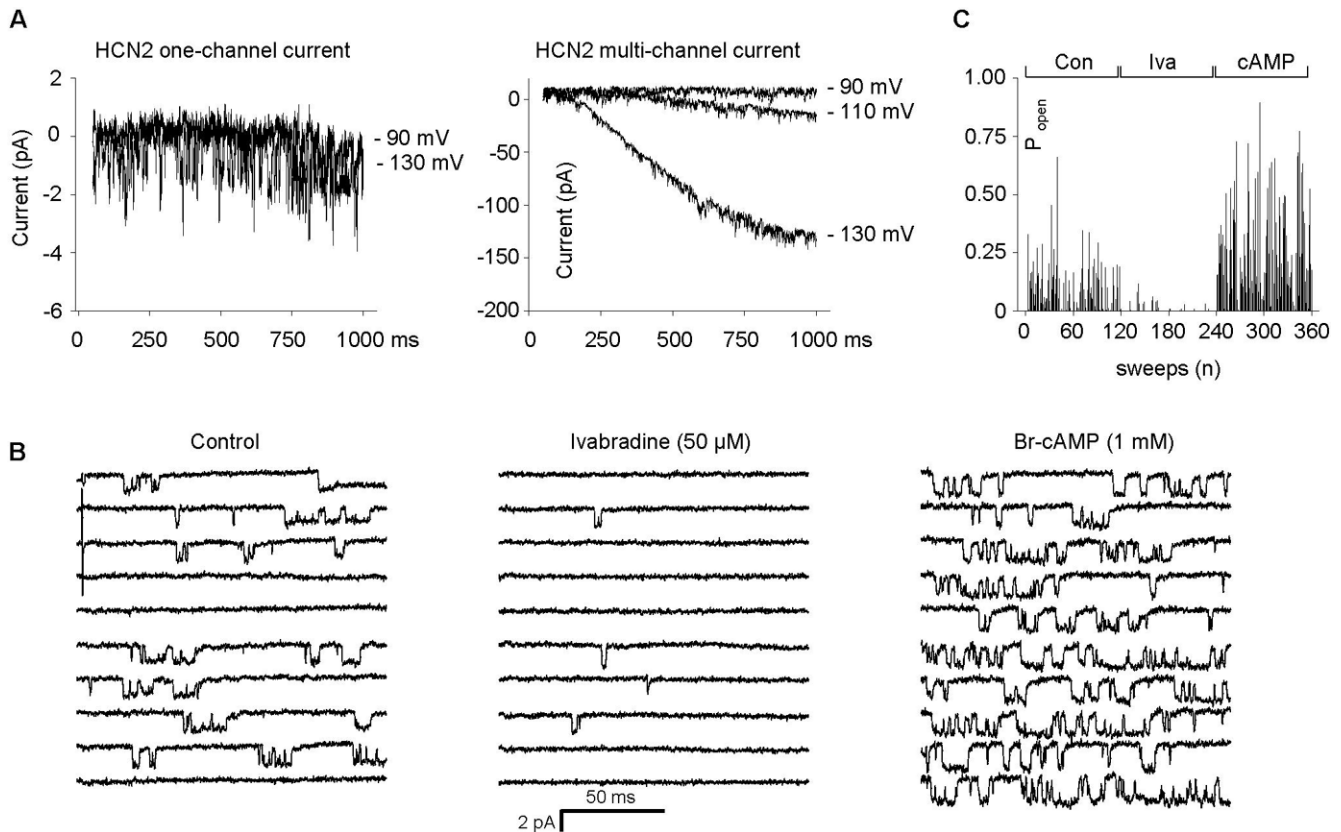 A
HCN2 one-channel current
Current (pA)
2
0
-2
-4
-6
0 250 500 750 1000 ms
- 90 mV
- 130 mV
HCN2 multi-channel current
Current (pA)
0
-50
-100
-150
-200
0 250 500 750 1000 ms
- 90 mV
- 110 mV
- 130 mV
C
Con Iva cAMP
P open
1.00
0.75
0.50
0.25
0
0 60 120 180 240 300 360
sweeps (n)
B
Control
Ivabradine (50 µM)
Br-cAMP (1 mM)
50 ms
2 pA